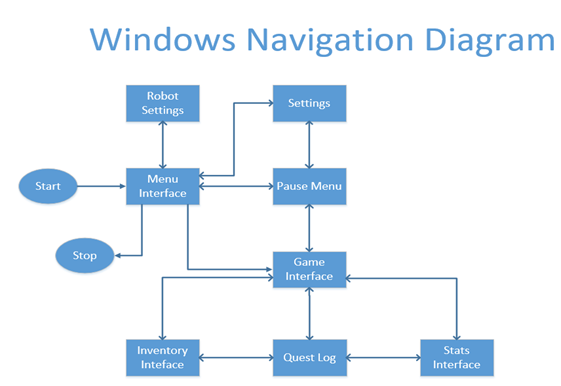 Windows Navigation Diagram
Robot
Settings
Settings
Start
Menu
Interface
Pause Menu
Stop
Game
Interface
Inventory
Inteface
Quest Log
Stats
Interface